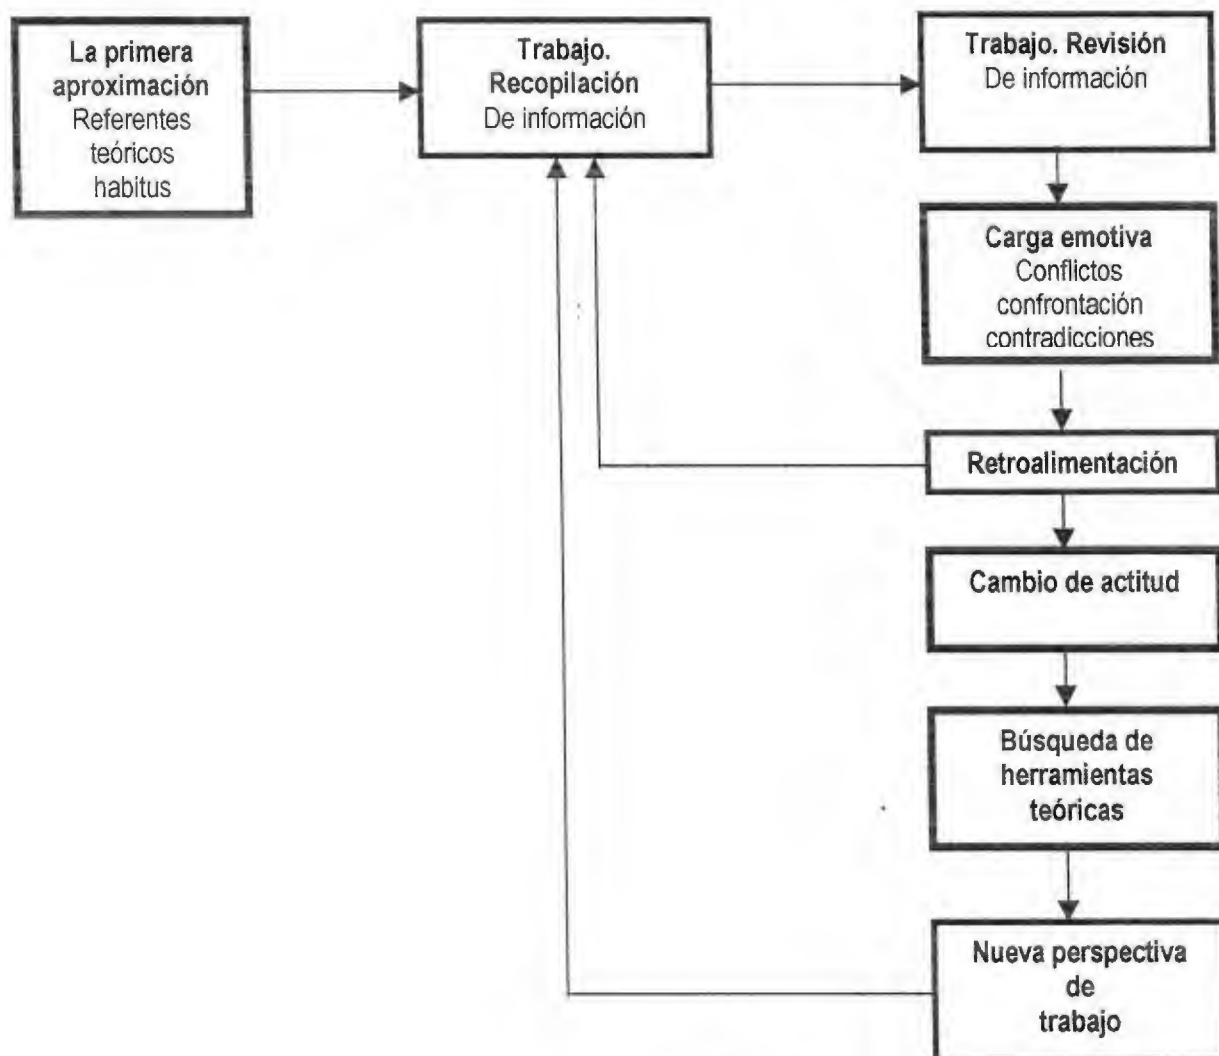 La primera
aproximación
Referentes
teóricos
habitus
Trabajo.
Recopilación
De información
Trabajo. Revisión
De información
Carga emotiva
Conflictos
confrontación
contradicciones
Retroalimentación
Cambio de actitud
Búsqueda de
herramientas
teóricas
Nueva perspectiva
de
trabajo